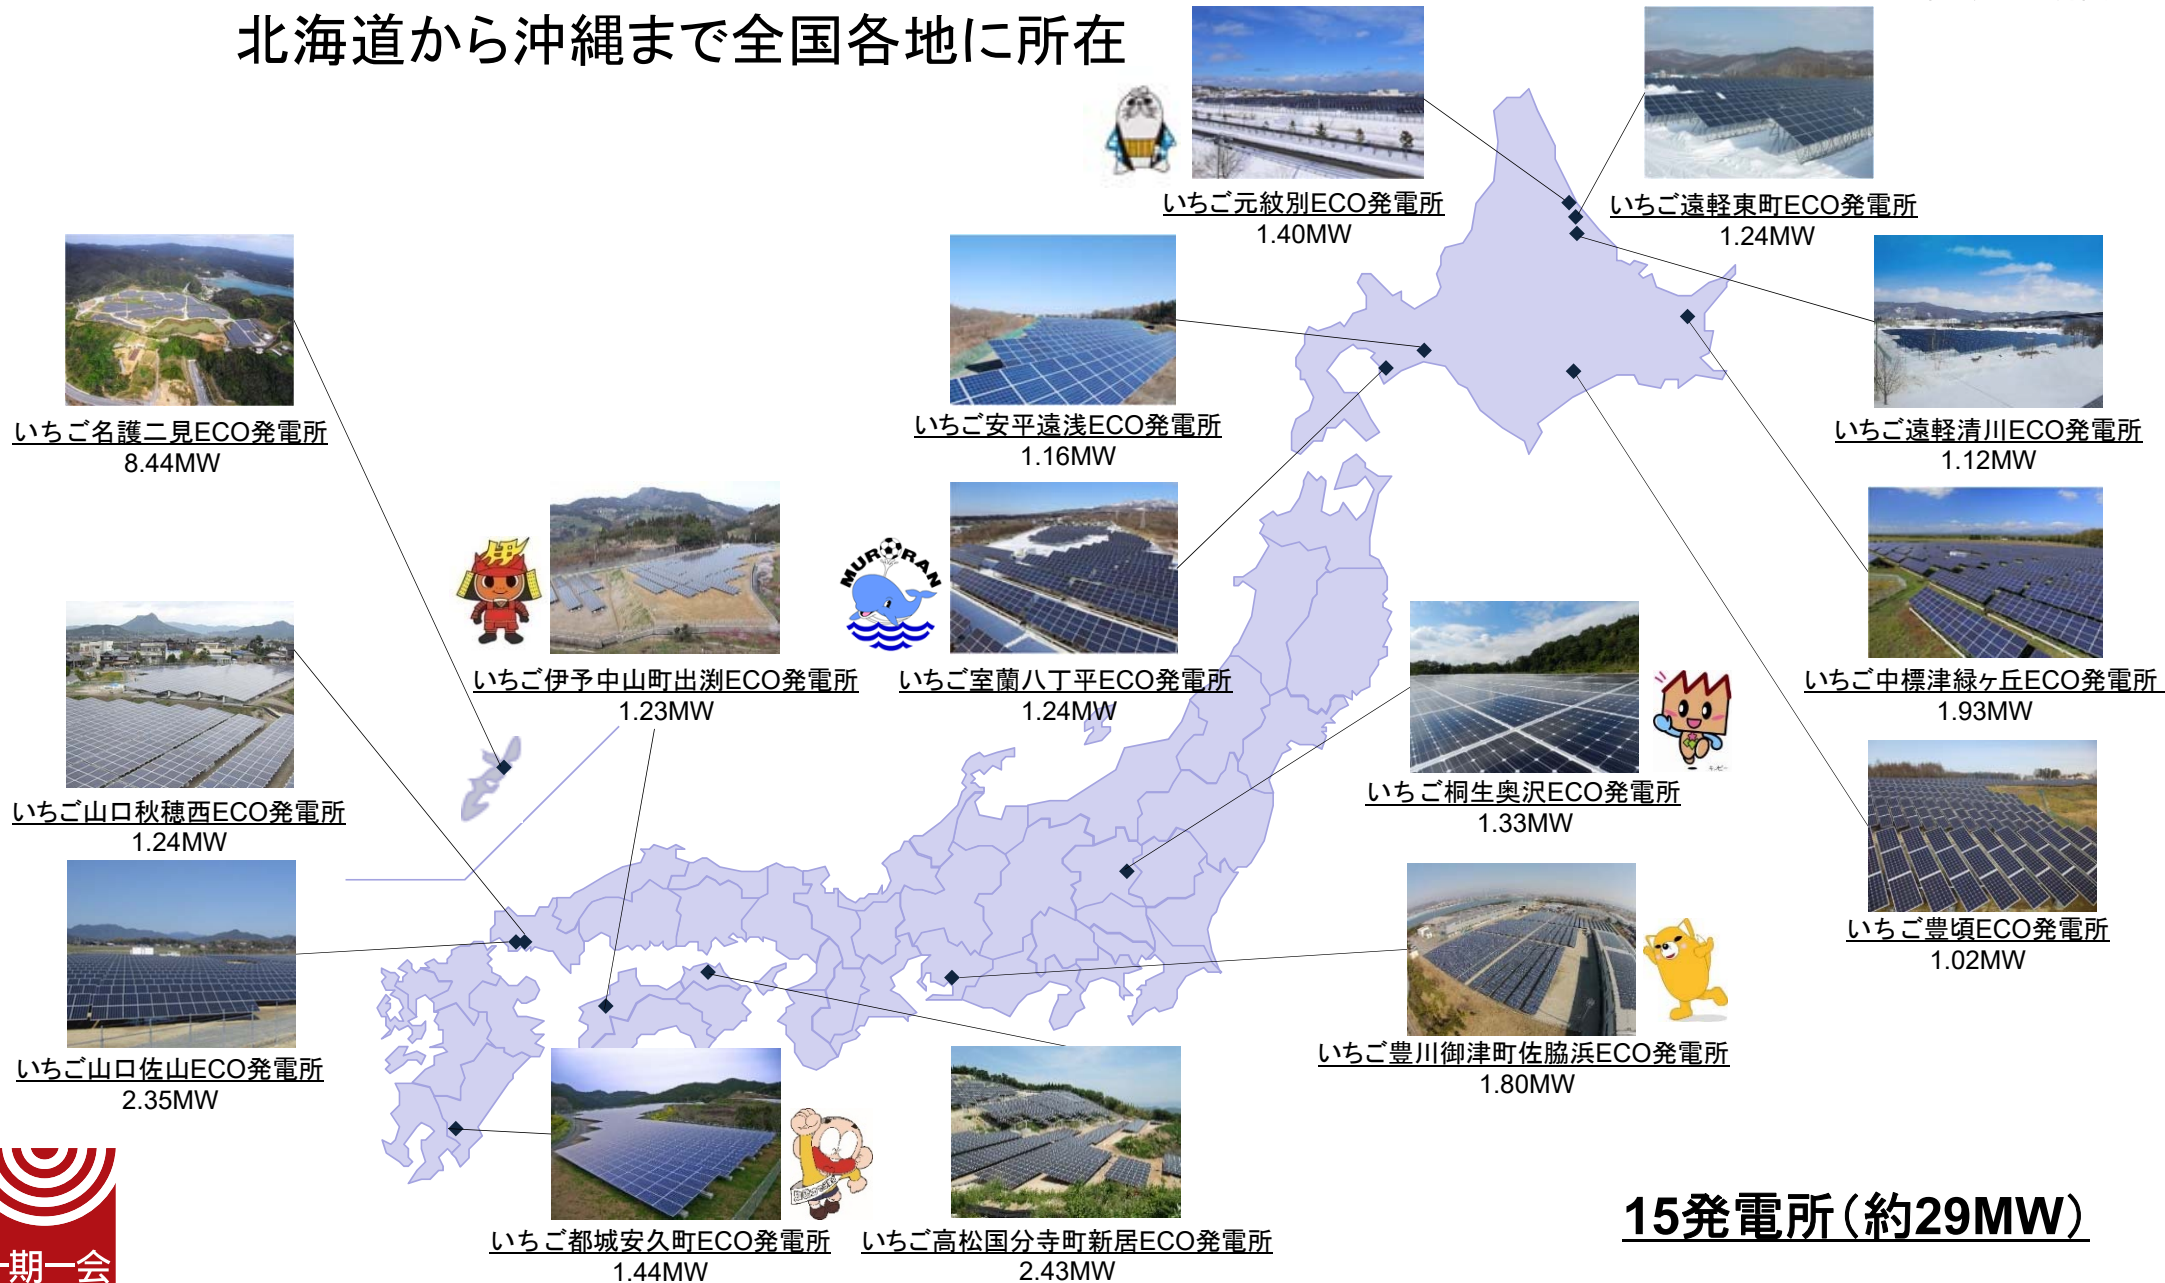 北海道から沖縄まで全国各地に所在
いちご元紋別ECO発電所
1.40MW
いちご遠軽東町ECO発電所
1.24MW
いちご名護二見ECO発電所
8.44MW
いちご安平遠浅ECO発電所
1.16MW
いちご遠軽清川ECO発電所
1.12MW
MURORAN
いちご伊予中山町出渕ECO発電所
1.23MW
いちご室蘭八丁平ECO発電所
1.24MW
いちご中標津緑ヶ丘ECO発電所
1.93MW
いちご山口秋穂西ECO発電所
1.24MW
いちご桐生奥沢ECO発電所
1.33MW
いちご豊頃ECO発電所
1.02MW
いちご山口佐山ECO発電所
2.35MW
いちご豊川御津町佐脇浜ECO発電所
1.80MW
いちご都城安久町ECO発電所
1.44MW
いちご高松国分寺町新居ECO発電所
2.43MW
15発電所（約29MW）
一期一会